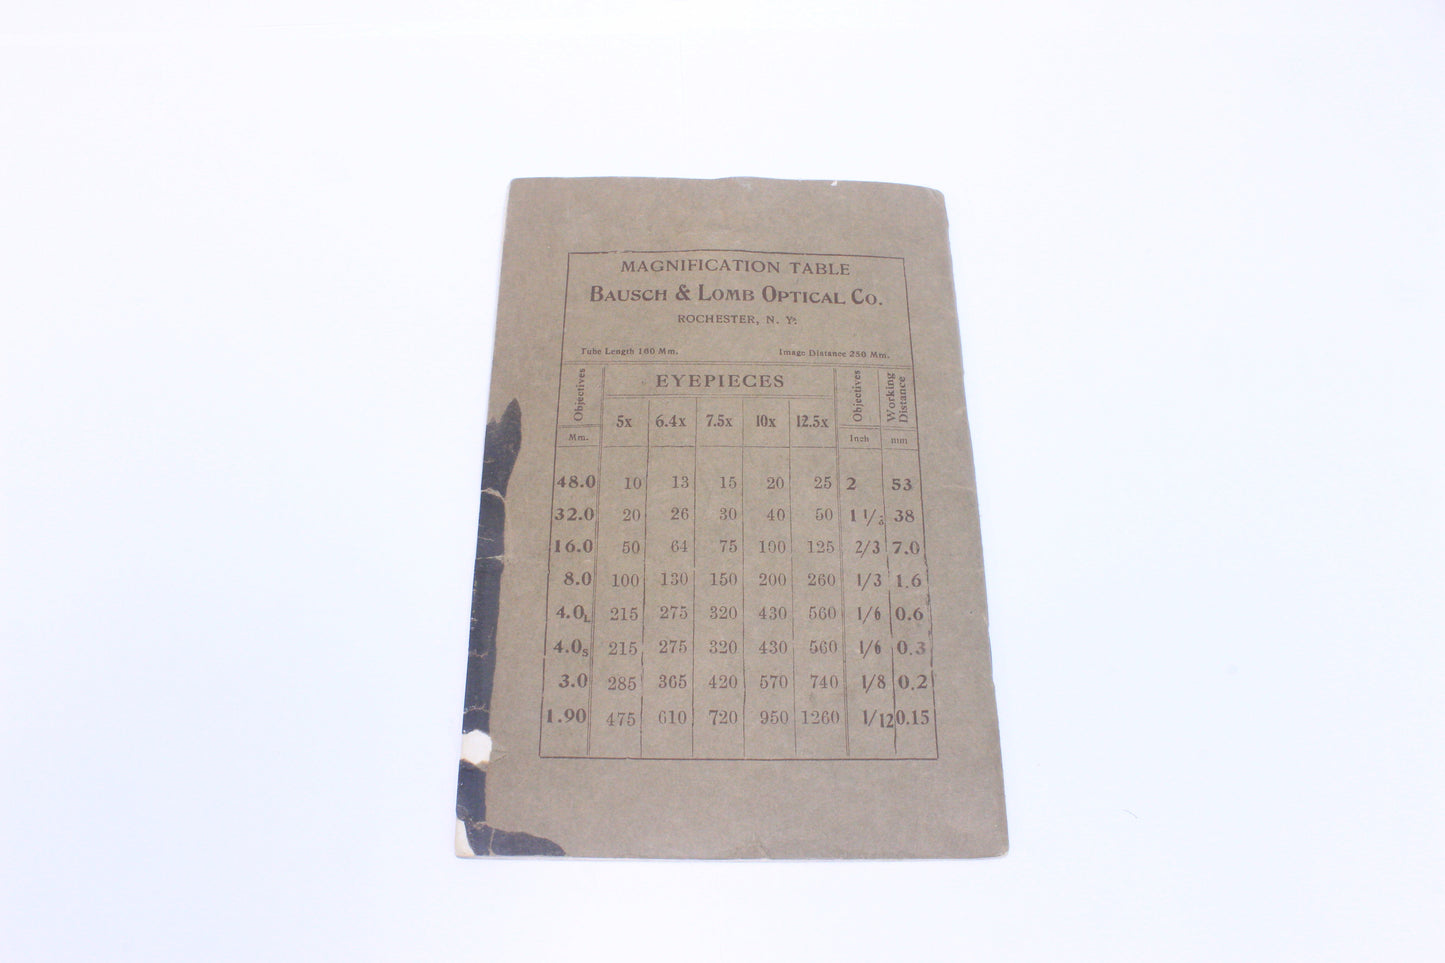 MAGNIFICATION TABLE
BAUSCH & LOMB OPTICAL CO.
ROCHESTER, N. Y.
Tube Length 160 Mm. Image Distance 250 Mm.
Objectives EYEPIECES Objectives Working Distance
Mm. 5x 6.4x 7.5x 10x 12.5x Inch mm
48.0 10 13 15 20 25 2 53
32.0 20 26 30 40 50 1 1/3 38
16.0 50 64 75 100 125 2/3 7.0
8.0 100 130 150 200 260 1/3 1.6
4.0L 215 275 320 430 560 1/6 0.6
4.0S 215 275 320 430 560 1/6 0.3
3.0 285 365 420 570 740 1/8 0.2
1.90 475 610 720 950 1260 1/12 0.15